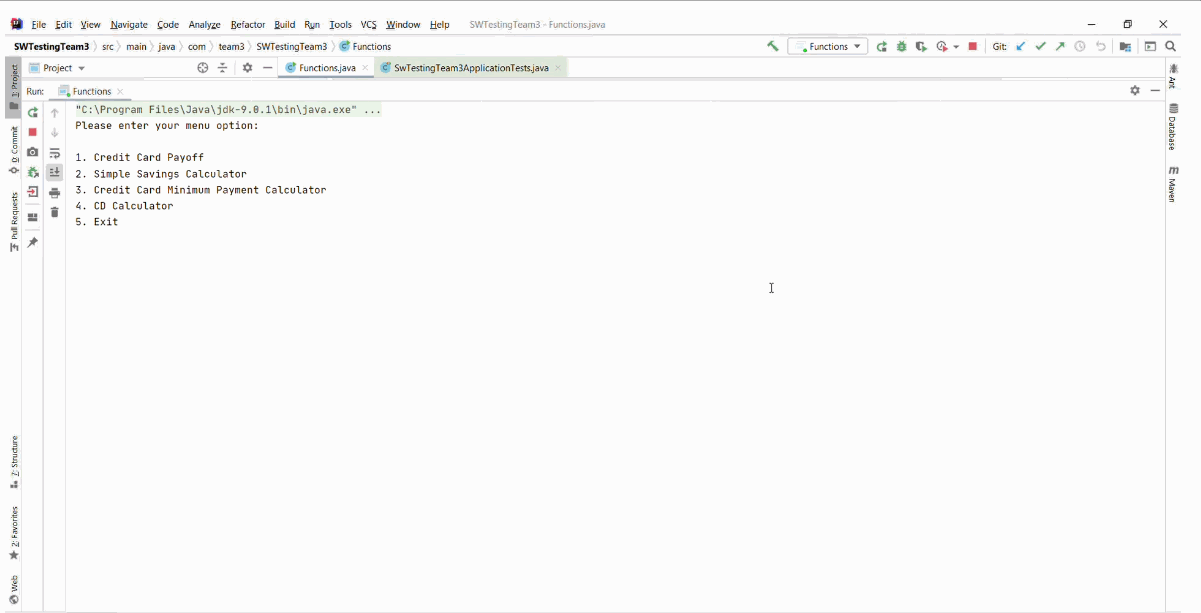 File Edit View Navigate Code Analyze Refactor Build Run Tools VCS Window Help SWTestingTeam3 - Functions.java
SWTestingTeam3 src main java com team3 SWTestingTeam3 Functions Functions Git:
1: Project
Project Functions.java SwTestingTeam3ApplicationTests.java
Ant
Run: Functions
"C:\Program Files\Java\jdk-9.0.1\bin\java.exe" ...
Please enter your menu option:
0: Commit
Database
1. Credit Card Payoff
2. Simple Savings Calculator
3. Credit Card Minimum Payment Calculator
4. CD Calculator
5. Exit
m Maven
Pull Requests
7: Structure
2: Favorites
Web